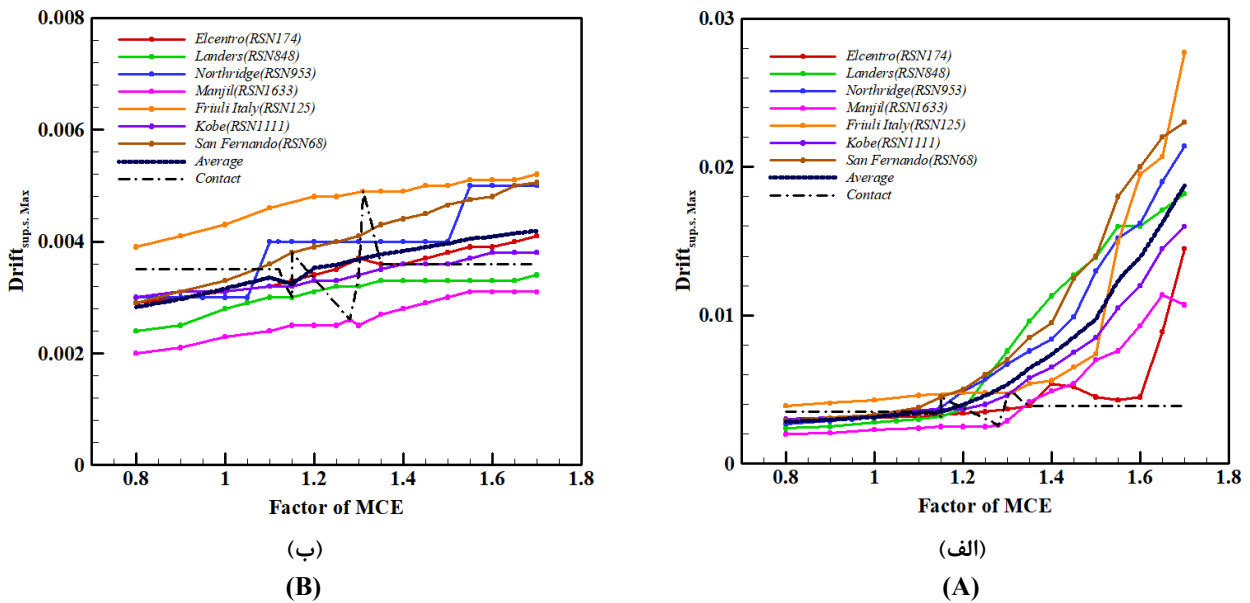 0.008
0.006
0.004
0.002
0
Drift sup.s. Max
Elcentro(RSN174)
Landers(RSN848)
Northridge(RSN953)
Manjil(RSN1633)
Friuli Italy(RSN125)
Kobe(RSN1111)
San Fernando(RSN68)
Average
Contact
0.8
1
1.2
1.4
1.6
1.8
Factor of MCE
(ب)
(B)
0.03
0.02
0.01
0
Drift sup.s. Max
Elcentro(RSN174)
Landers(RSN848)
Northridge(RSN953)
Manjil(RSN1633)
Friuli Italy(RSN125)
Kobe(RSN1111)
San Fernando(RSN68)
Average
Contact
0.8
1
1.2
1.4
1.6
1.8
Factor of MCE
(الف)
(A)